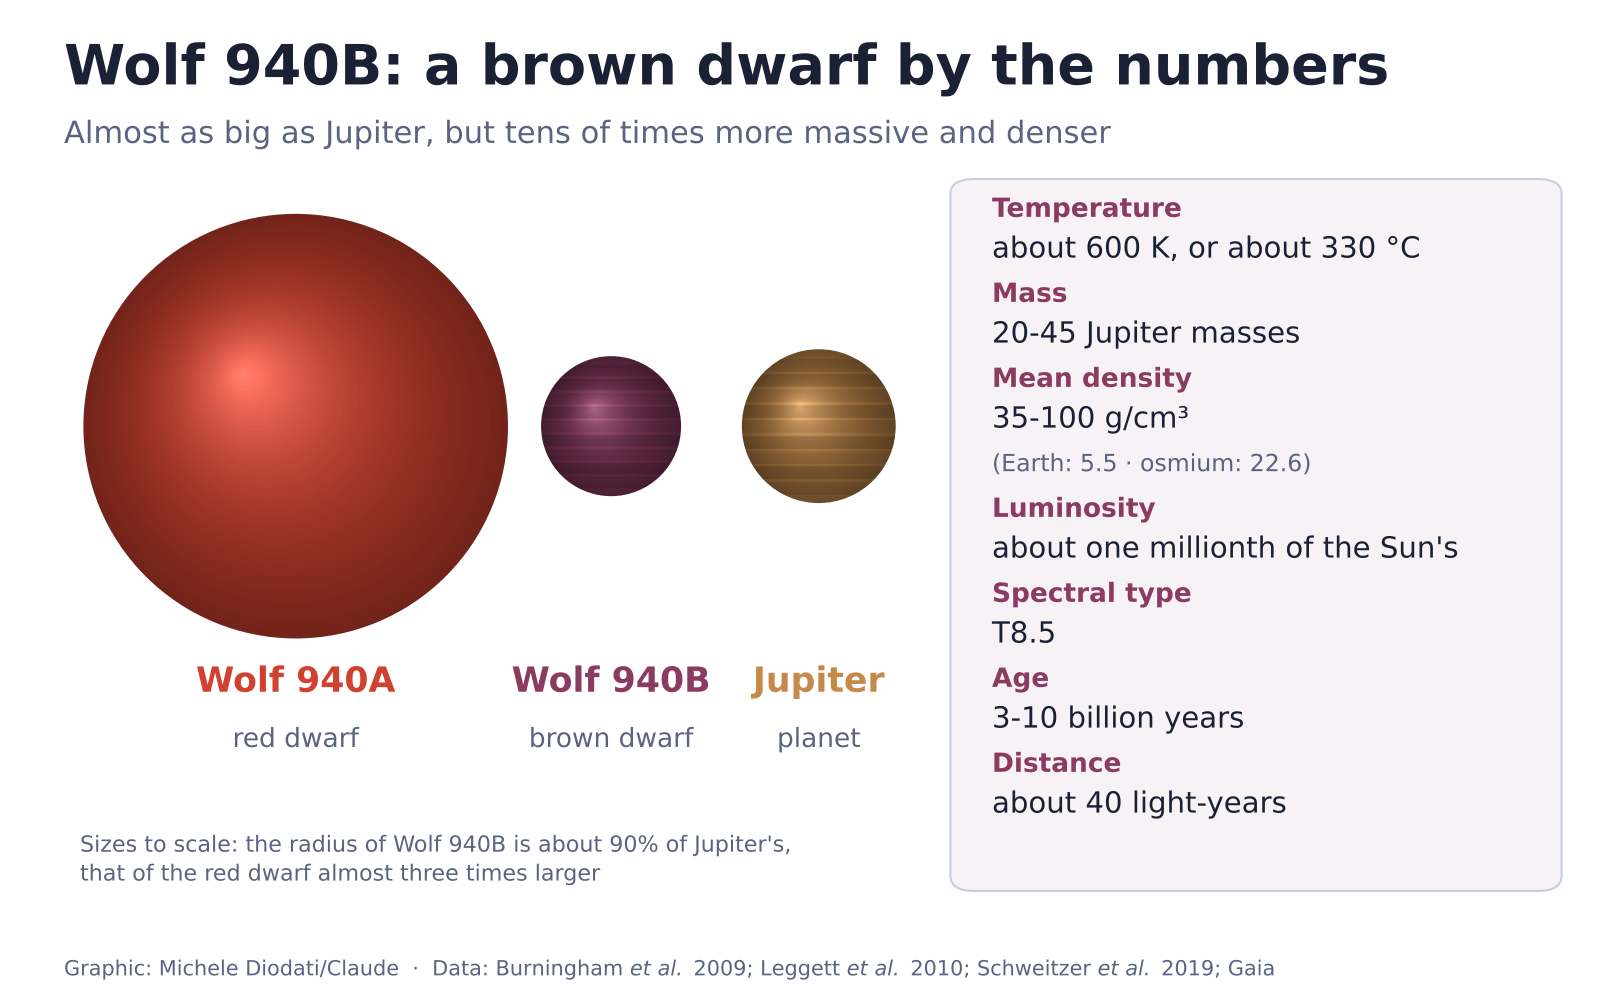 Wolf 940B: a brown dwarf by the numbers
Almost as big as Jupiter, but tens of times more massive and denser
Wolf 940A
red dwarf
Wolf 940B
brown dwarf
Jupiter
planet
Sizes to scale: the radius of Wolf 940B is about 90% of Jupiter's,
that of the red dwarf almost three times larger
Temperature
about 600 K, or about 330 °C
Mass
20-45 Jupiter masses
Mean density
35-100 g/cm³
(Earth: 5.5 · osmium: 22.6)
Luminosity
about one millionth of the Sun's
Spectral type
T8.5
Age
3-10 billion years
Distance
about 40 light-years
Graphic: Michele Diodati/Claude · Data: Burningham et al. 2009; Leggett et al. 2010; Schweitzer et al. 2019; Gaia